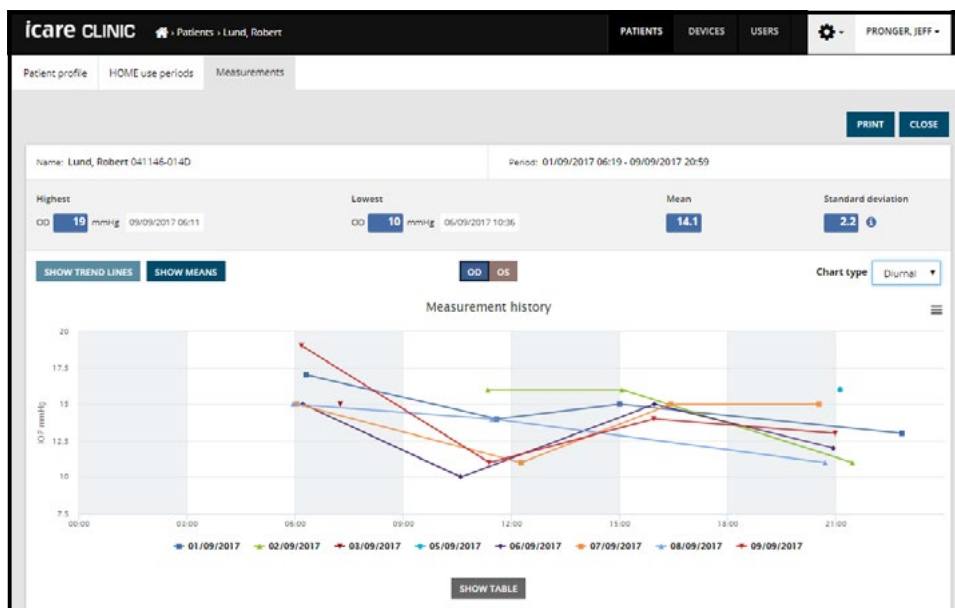 icare CLINIC › Patients › Lund, Robert PATIENTS DEVICES USERS PRONGER, JEFF
Patient profile HOME use periods Measurements
PRINT CLOSE
Name: Lund, Robert 041146-014D Period: 01/09/2017 06:19 - 09/09/2017 20:59
Highest Lowest Mean Standard deviation
OD 19 mmHg 09/09/2017 06:11 OD 10 mmHg 06/09/2017 10:36 14.1 2.2
SHOW TREND LINES SHOW MEANS OD OS Chart type Diurnal
Measurement history
20
17.5
15
12.5
10
7.5
IOP mmHg
00:00 03:00 06:00 09:00 12:00 15:00 18:00 21:00
01/09/2017 02/09/2017 03/09/2017 05/09/2017 06/09/2017 07/09/2017 08/09/2017 09/09/2017
SHOW TABLE